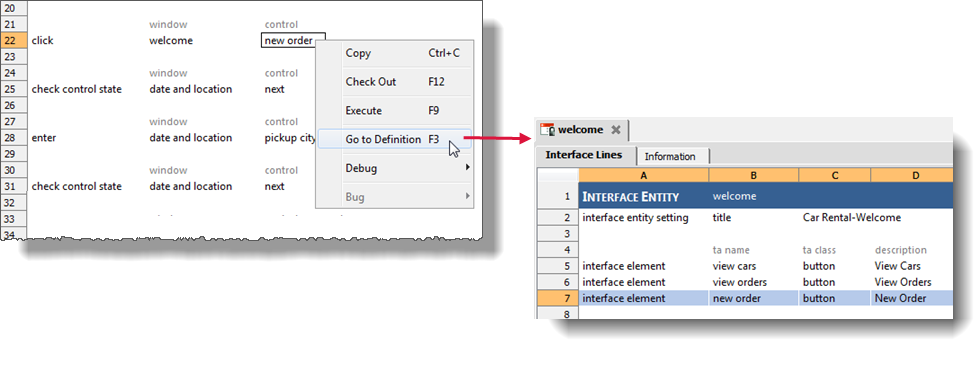 20
21 window control
22 click welcome new order
23
24 window control
25 check control state date and location next
26
27 window control
28 enter date and location pickup city
29
30 window control
31 check control state date and location next
32
33
34
Copy Ctrl+C
Check Out F12
Execute F9
Go to Definition F3
Debug
Bug
welcome
Interface Lines Information
A B C D
1 INTERFACE ENTITY welcome
2 interface entity setting title Car Rental-Welcome
3
4 ta name ta class description
5 interface element view cars button View Cars
6 interface element view orders button View Orders
7 interface element new order button New Order
8